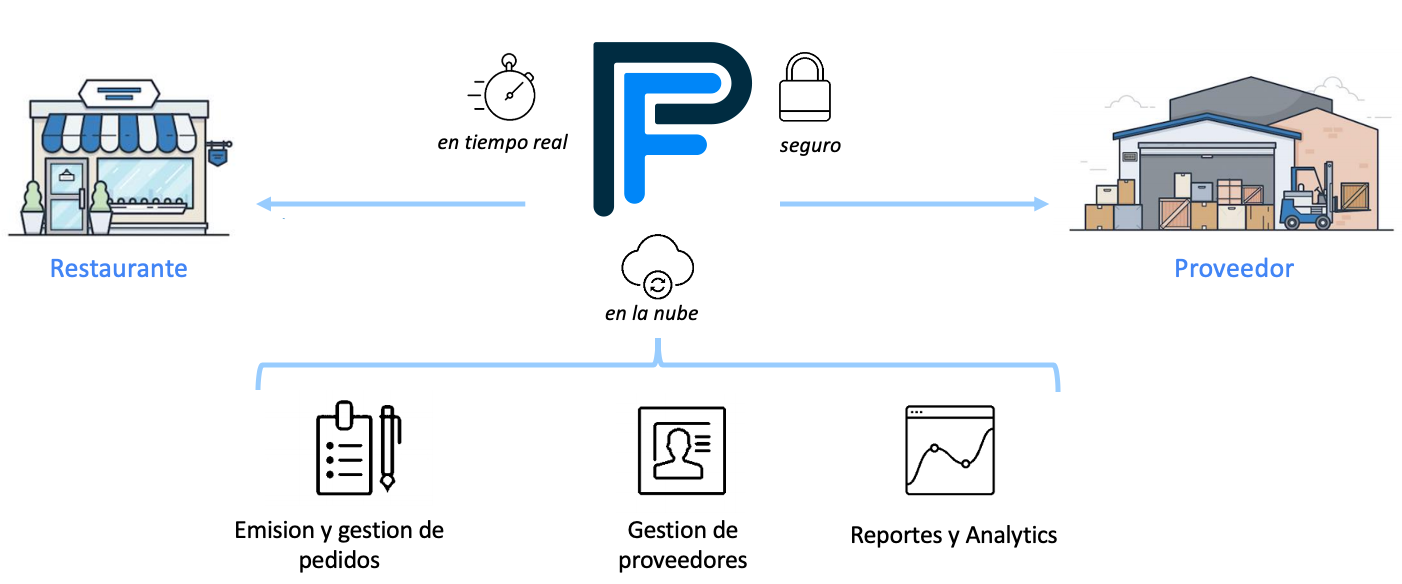 en tiempo real
seguro
Restaurante
Proveedor
en la nube
Emision y gestion de
pedidos
Gestion de
proveedores
Reportes y Analytics